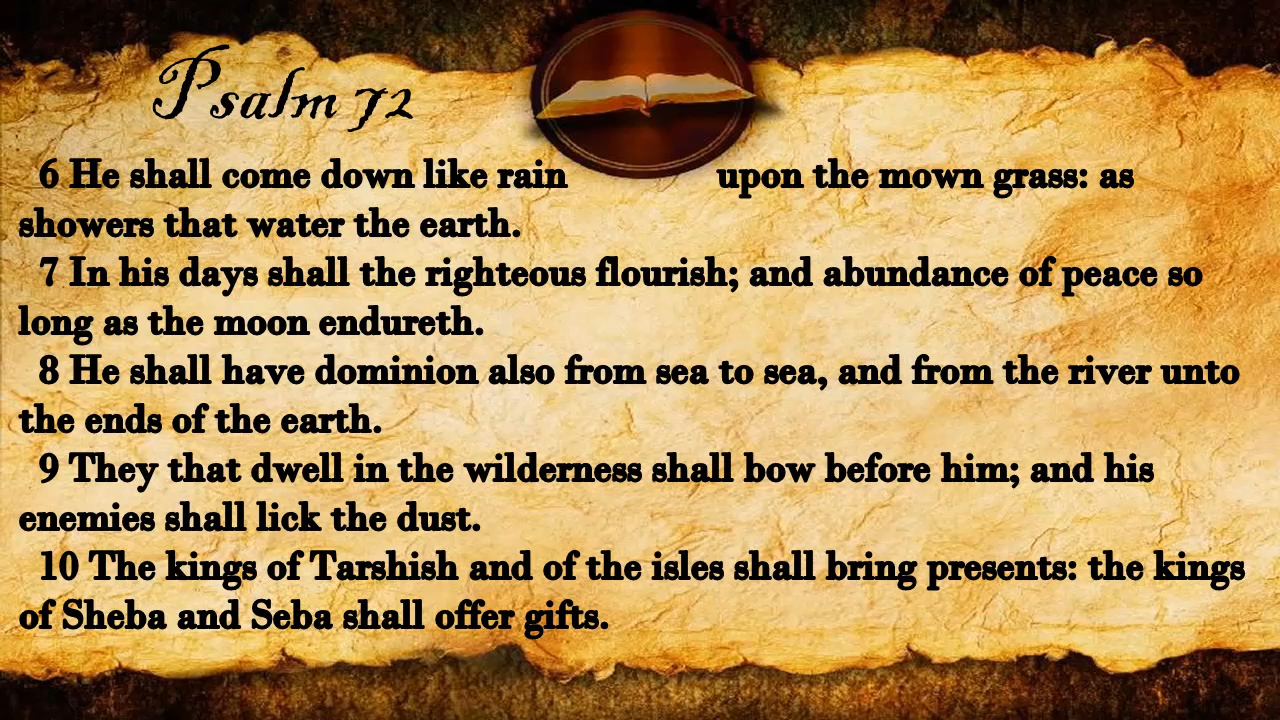 Psalm 72
6 He shall come down like rain upon the mown grass: as
showers that water the earth.
7 In his days shall the righteous flourish; and abundance of peace so
long as the moon endureth.
8 He shall have dominion also from sea to sea, and from the river unto
the ends of the earth.
9 They that dwell in the wilderness shall bow before him; and his
enemies shall lick the dust.
10 The kings of Tarshish and of the isles shall bring presents: the kings
of Sheba and Seba shall offer gifts.